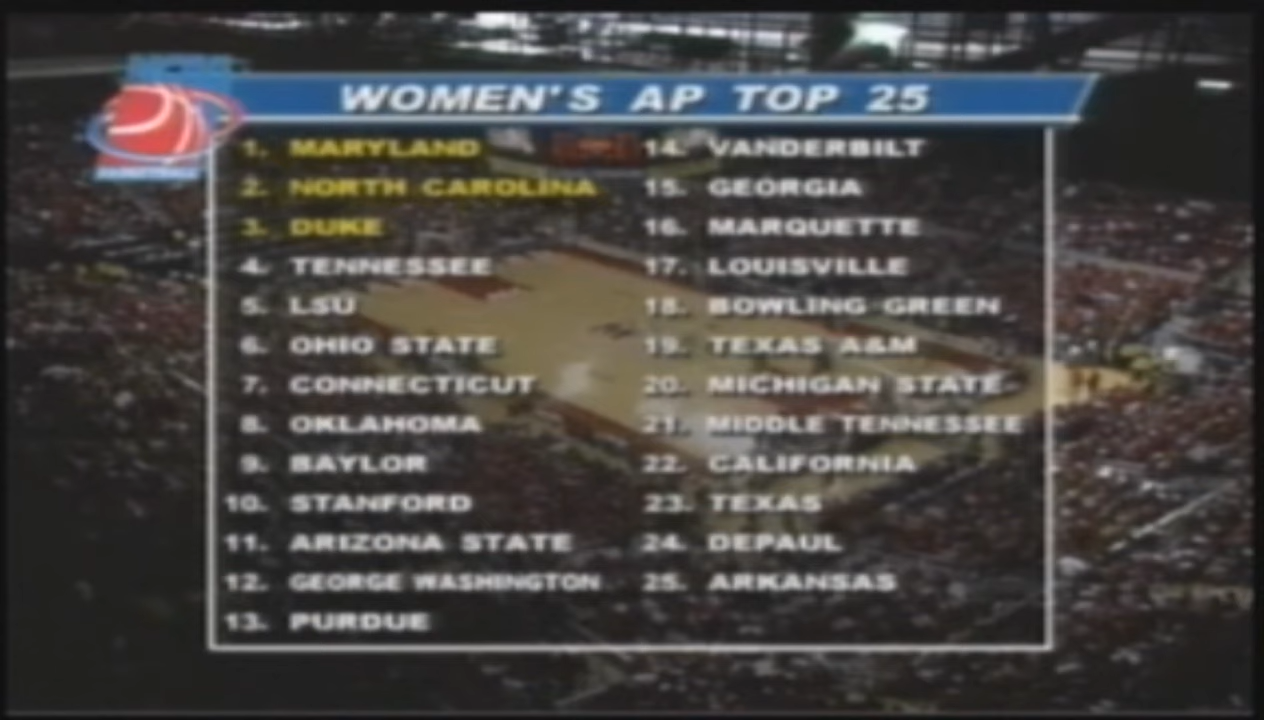 WOMEN'S AP TOP 25
1. MARYLAND
2. NORTH CAROLINA
3. DUKE
4. TENNESSEE
5. LSU
6. OHIO STATE
7. CONNECTICUT
8. OKLAHOMA
9. BAYLOR
10. STANFORD
11. ARIZONA STATE
12. GEORGE WASHINGTON
13. PURDUE
14. VANDERBILT
15. GEORGIA
16. MARQUETTE
17. LOUISVILLE
18. BOWLING GREEN
19. TEXAS A&M
20. MICHIGAN STATE
21. MIDDLE TENNESSEE
22. CALIFORNIA
23. TEXAS
24. DEPAUL
25. ARKANSAS